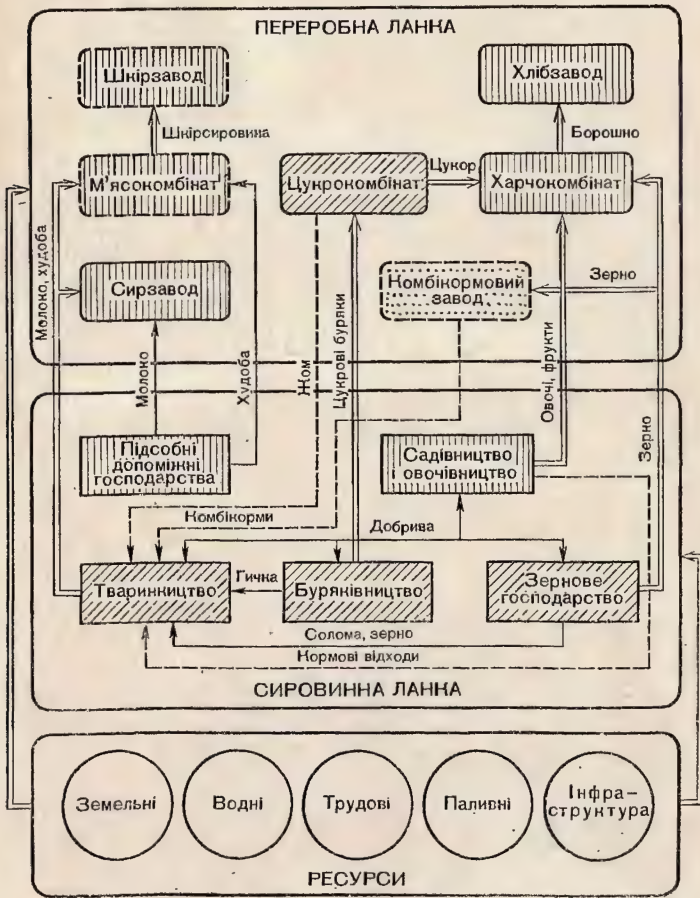 ПЕРЕРОБНА ЛАНКА
Шкірзавод
Хлібзавод
Шкірсировина
Борошно
М'ясокомбінат
Цукрокомбінат
Цукор
Харчокомбінат
Молоко, худоба
Сирзавод
Комбікормовий
завод
Зерно
Молоко
Худоба
Жом
Цукрові буряки
Овочі, фрукти
Зерно
Підсобні
допоміжні
господарства
Садівництво
і овочівництво
Комбікорми
Добрива
Тваринництво
Гичка
Буряківництво
Зернове
господарство
Солома, зерно
Кормові відходи
СИРОВИННА ЛАНКА
Земельні
Водні
Трудові
Паливні
Інфра-
структура
РЕСУРСИ